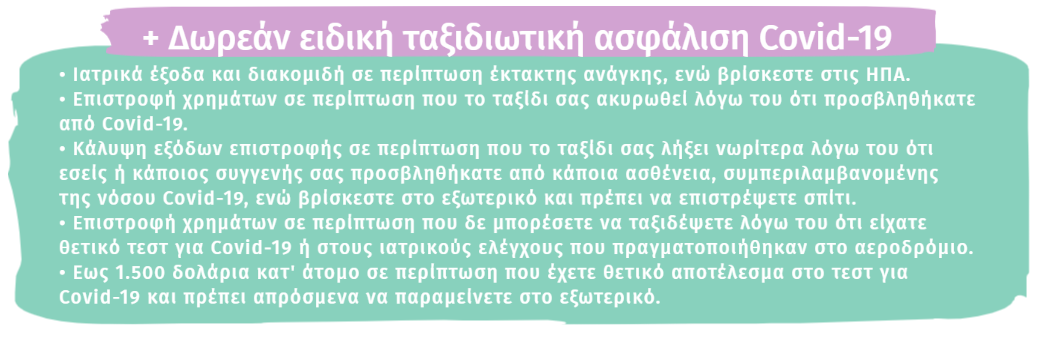 + Δωρεάν ειδική ταξιδιωτική ασφάλιση Covid-19
• Ιατρικά έξοδα και διακομιδή σε περίπτωση έκτακτης ανάγκης, ενώ βρίσκεστε στις ΗΠΑ.
• Επιστροφή χρημάτων σε περίπτωση που το ταξίδι σας ακυρωθεί λόγω του ότι προσβληθήκατε
από Covid-19.
• Κάλυψη εξόδων επιστροφής σε περίπτωση που το ταξίδι σας λήξει νωρίτερα λόγω του ότι
εσείς ή κάποιος συγγενής σας προσβληθήκατε από κάποια ασθένεια, συμπεριλαμβανομένης
της νόσου Covid-19, ενώ βρίσκεστε στο εξωτερικό και πρέπει να επιστρέψετε σπίτι.
• Επιστροφή χρημάτων σε περίπτωση που δε μπορέσετε να ταξιδέψετε λόγω του ότι είχατε
θετικό τεστ για Covid-19 ή στους ιατρικούς ελέγχους που πραγματοποιήθηκαν στο αεροδρόμιο.
• Εως 1.500 δολάρια κατ' άτομο σε περίπτωση που έχετε θετικό αποτέλεσμα στο τεστ για
Covid-19 και πρέπει απρόσμενα να παραμείνετε στο εξωτερικό.